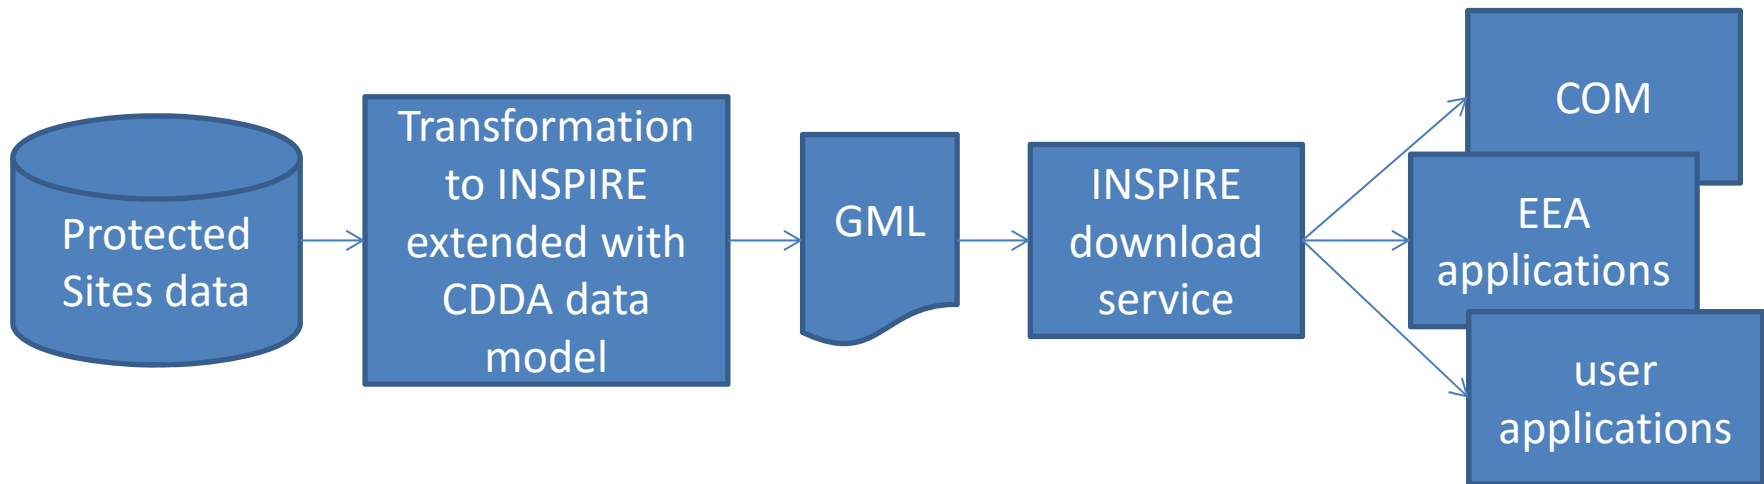 Protected
Sites data
Transformation
to INSPIRE
extended with
CDDA data
model
GML
INSPIRE
download
service
COM
EEA
applications
user
applications